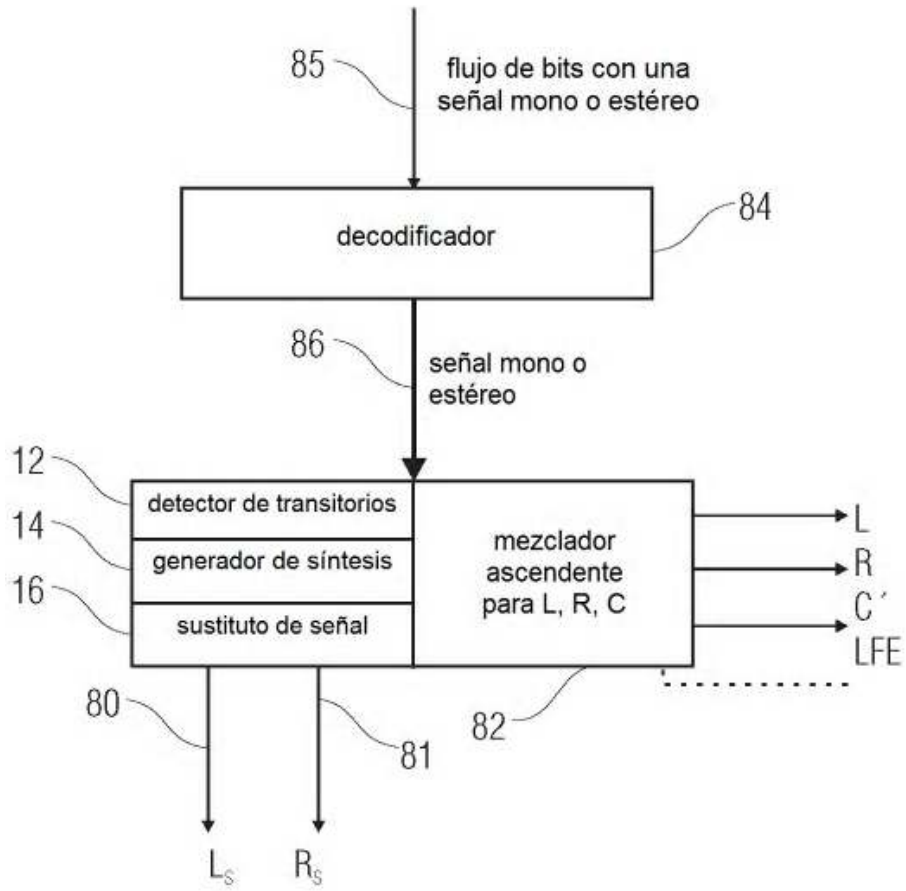 85
flujo de bits con una
señal mono o estéreo
decodificador
84
86
señal mono o
estéreo
12
detector de transitorios
14
generador de síntesis
16
sustituto de señal
mezclador
ascendente
para L, R, C
L
R
C´
LFE
80
81
82
Ls
Rs